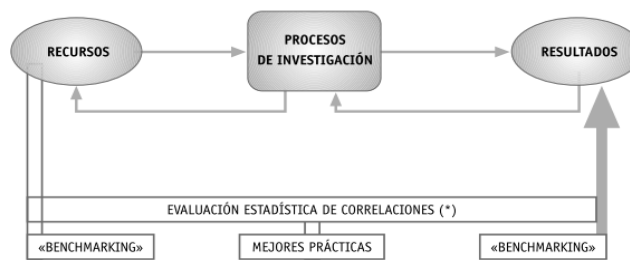 RECURSOS
PROCESOS
DE INVESTIGACIÓN
RESULTADOS
EVALUACIÓN ESTADÍSTICA DE CORRELACIONES (*)
«BENCHMARKING»
MEJORES PRÁCTICAS
«BENCHMARKING»